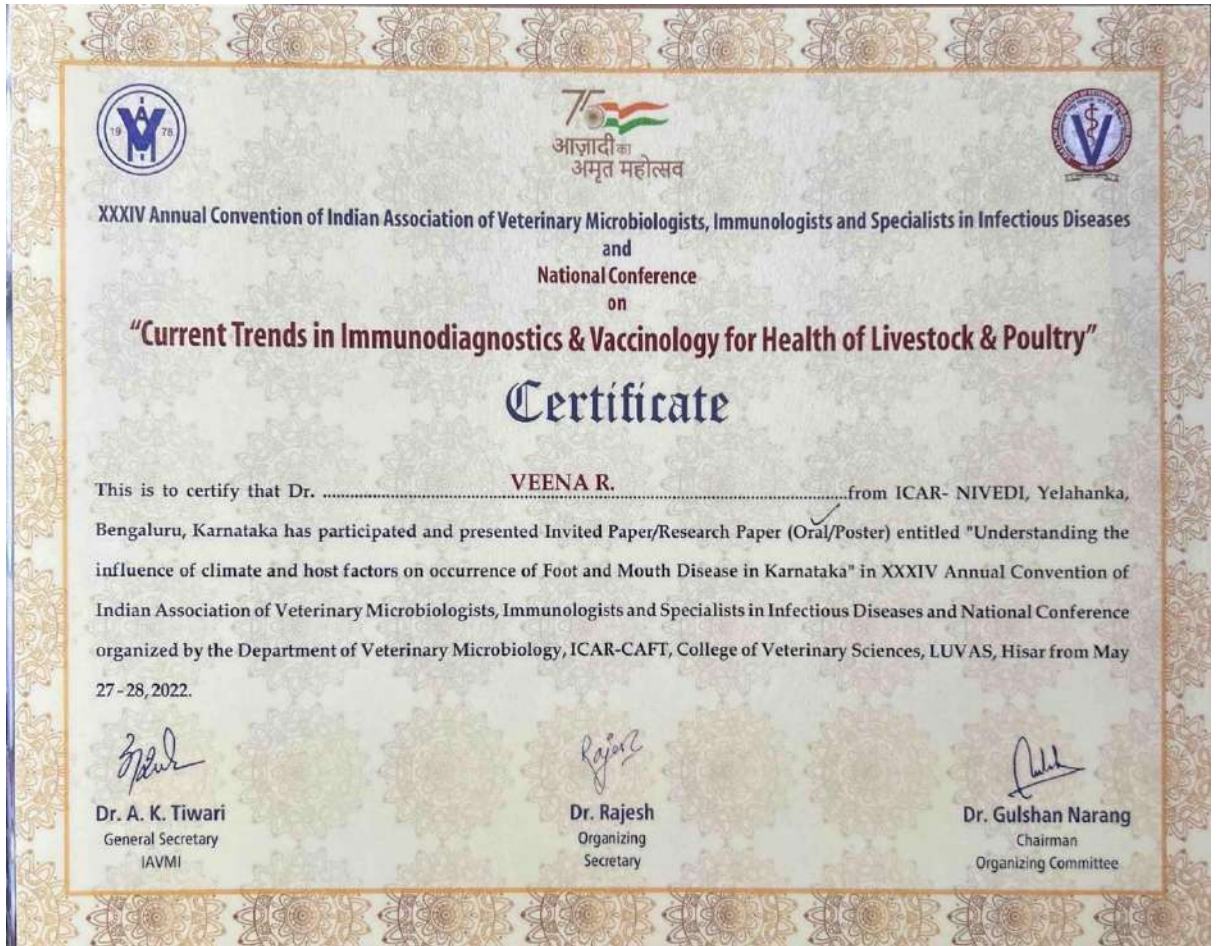 19 78
75
आज़ादी का
अमृत महोत्सव
XXXIV Annual Convention of Indian Association of Veterinary Microbiologists, Immunologists and Specialists in Infectious Diseases
and
National Conference
on
"Current Trends in Immunodiagnostics & Vaccinology for Health of Livestock & Poultry"
Certificate
This is to certify that Dr. ........................ VEENA R. ........................from ICAR- NIVEDI, Yelahanka,
Bengaluru, Karnataka has participated and presented Invited Paper/Research Paper (Oral/Poster) entitled "Understanding the
influence of climate and host factors on occurrence of Foot and Mouth Disease in Karnataka" in XXXIV Annual Convention of
Indian Association of Veterinary Microbiologists, Immunologists and Specialists in Infectious Diseases and National Conference
organized by the Department of Veterinary Microbiology, ICAR-CAFT, College of Veterinary Sciences, LUVAS, Hisar from May
27-28, 2022.
Rajesh
Dr. A. K. Tiwari
General Secretary
IAVMI
Dr. Rajesh
Organizing
Secretary
Dr. Gulshan Narang
Chairman
Organizing Committee